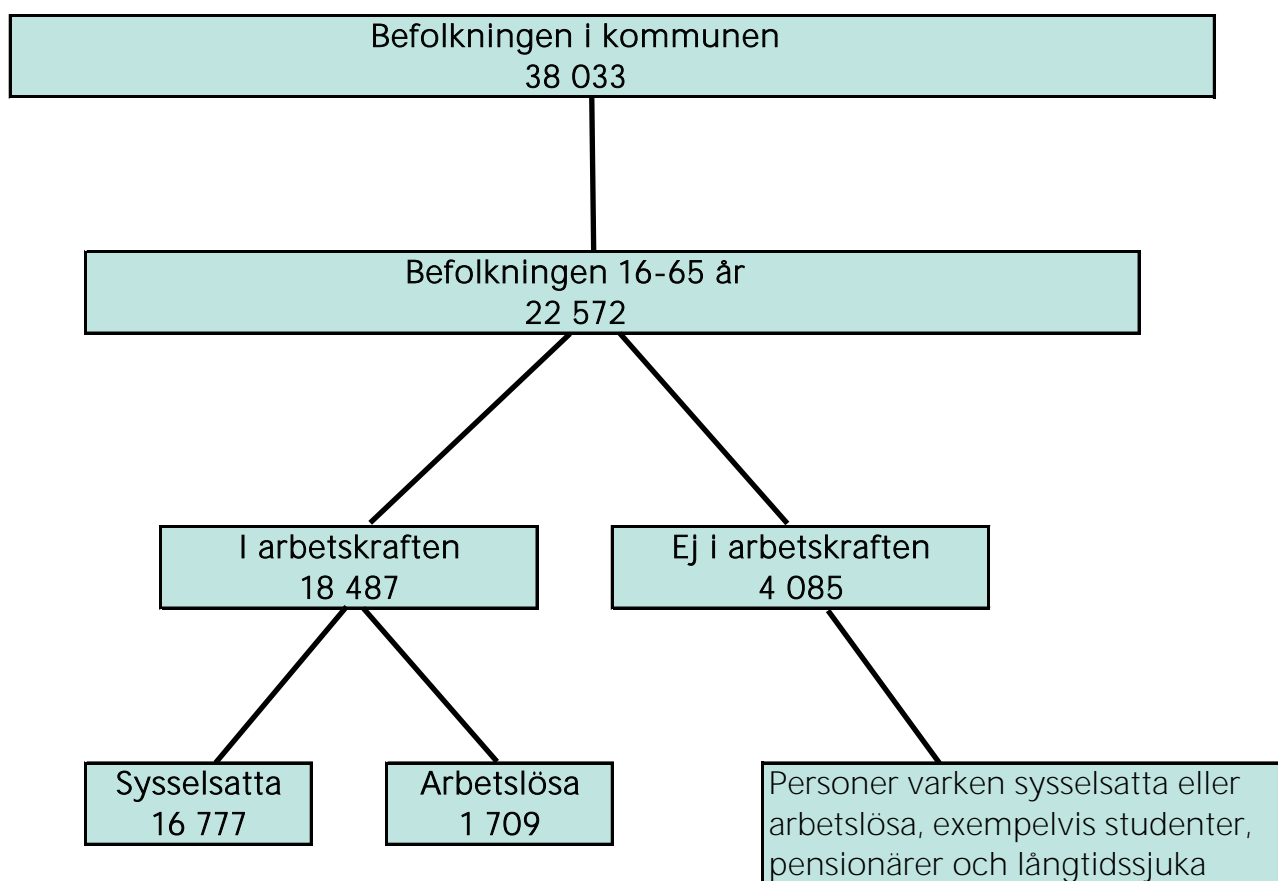 Befolkningen i kommunen
38 033
Befolkningen 16-65 år
22 572
I arbetskraften
18 487
Ej i arbetskraften
4 085
Sysselsatta
16 777
Arbetslösa
1 709
Personer varken sysselsatta eller
arbetslösa, exempelvis studenter,
pensionärer och långtidssjuka